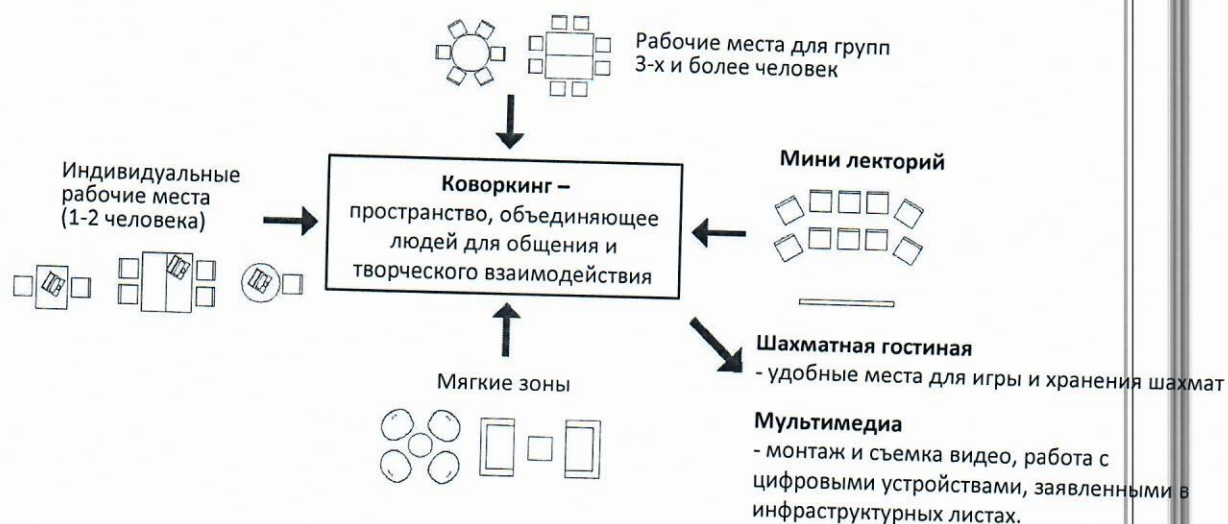 Рабочие места для групп
3-х и более человек
Индивидуальные
рабочие места
(1-2 человека)
Коворкинг –
пространство, объединяющее
людей для общения и
творческого взаимодействия
Мини лекторий
Мягкие зоны
Шахматная гостиная
- удобные места для игры и хранения шахмат
Мультимедиа
- монтаж и съемка видео, работа с
цифровыми устройствами, заявленными в
инфраструктурных листах.